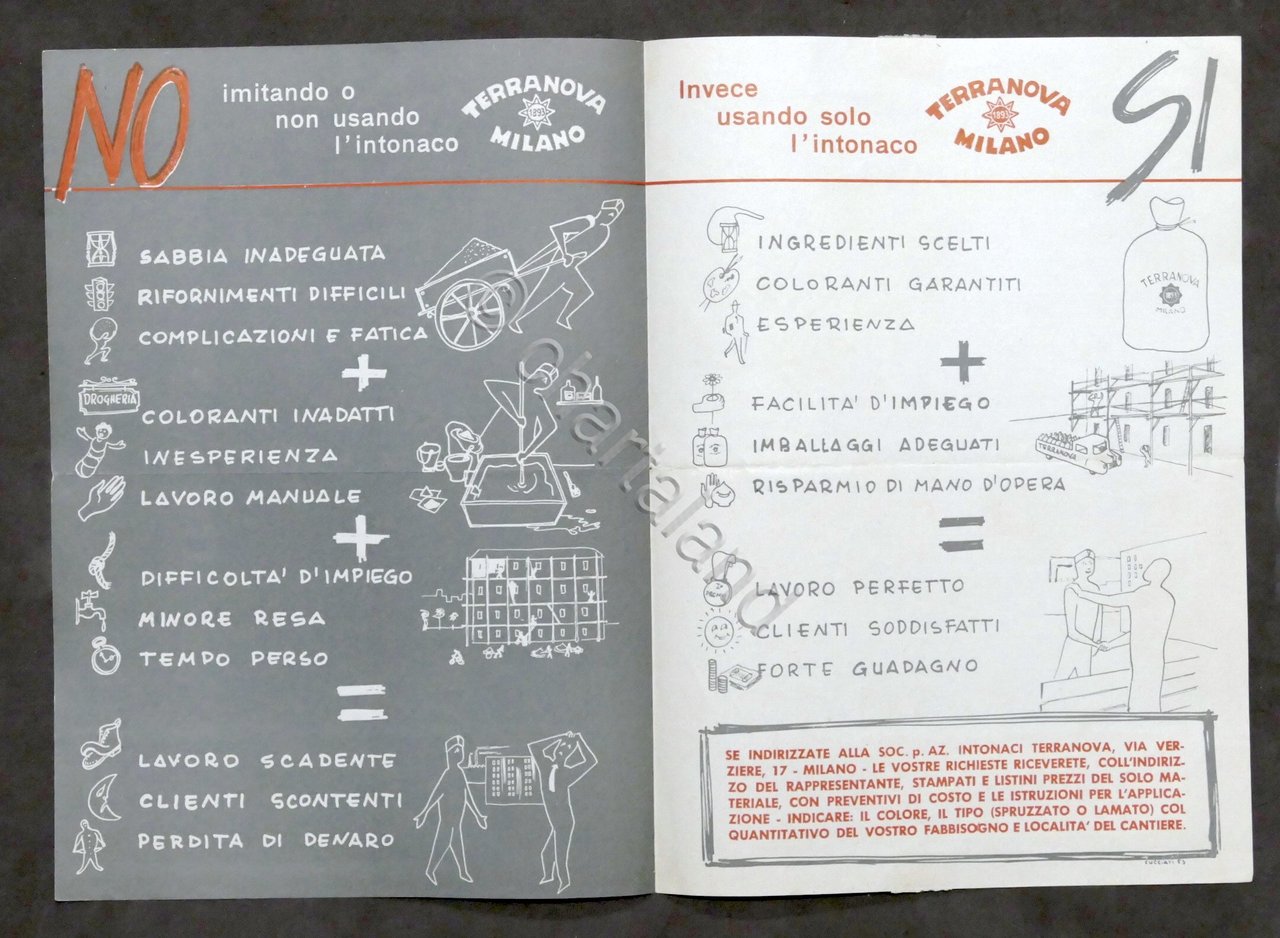 NO
imitando o
non usando
l'intonaco
TERRANOVA
1893
MILANO
SABBIA INADEGUATA
RIFORNIMENTI DIFFICILI
COMPLICAZIONI E FATICA
+
DROGHERIA
COLORANTI INADATTI
INESPERIENZA
LAVORO MANUALE
+
DIFFICOLTA' D'IMPIEGO
MINORE RESA
TEMPO PERSO
=
LAVORO SCADENTE
CLIENTI SCONTENTI
PERDITA DI DENARO
Invece
usando solo
l'intonaco
TERRANOVA
1893
MILANO
SI
INGREDIENTI SCELTI
COLORANTI GARANTITI
ESPERIENZA
TERRANOVA
MILANO
+
FACILITA' D'IMPIEGO
IMBALLAGGI ADEGUATI
RISPARMIO DI MANO D'OPERA
TERRANOVA
=
LAVORO PERFETTO
CLIENTI SODDISFATTI
FORTE GUADAGNO
SE INDIRIZZATE ALLA SOC. p. AZ. INTONACI TERRANOVA, VIA VER-
ZIERE, 17 - MILANO - LE VOSTRE RICHIESTE RICEVERETE, COLL'INDIRIZ-
ZO DEL RAPPRESENTANTE, STAMPATI E LISTINI PREZZI DEL SOLO MA-
TERIALE, CON PREVENTIVI DI COSTO E LE ISTRUZIONI PER L'APPLICA-
ZIONE - INDICARE: IL COLORE, IL TIPO (SPRUZZATO O LAMATO) COL
QUANTITATIVO DEL VOSTRO FABBISOGNO E LOCALITA' DEL CANTIERE.
© Chartaland